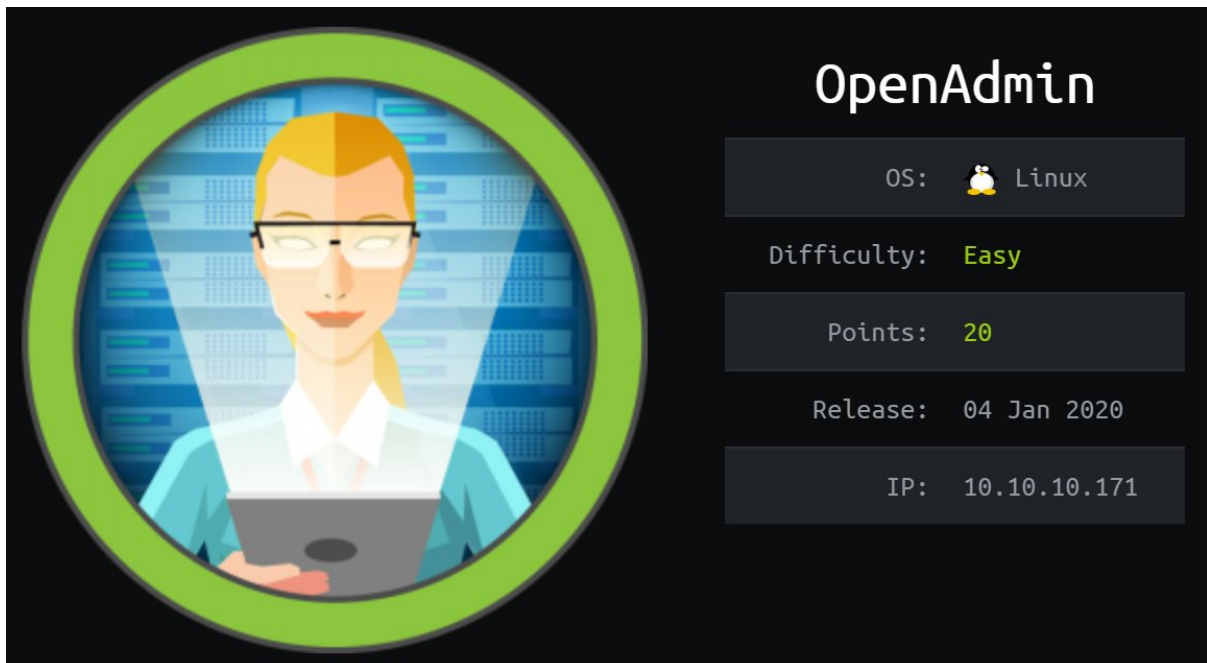 OpenAdmin
OS: Linux
Difficulty: Easy
Points: 20
Release: 04 Jan 2020
IP: 10.10.10.171